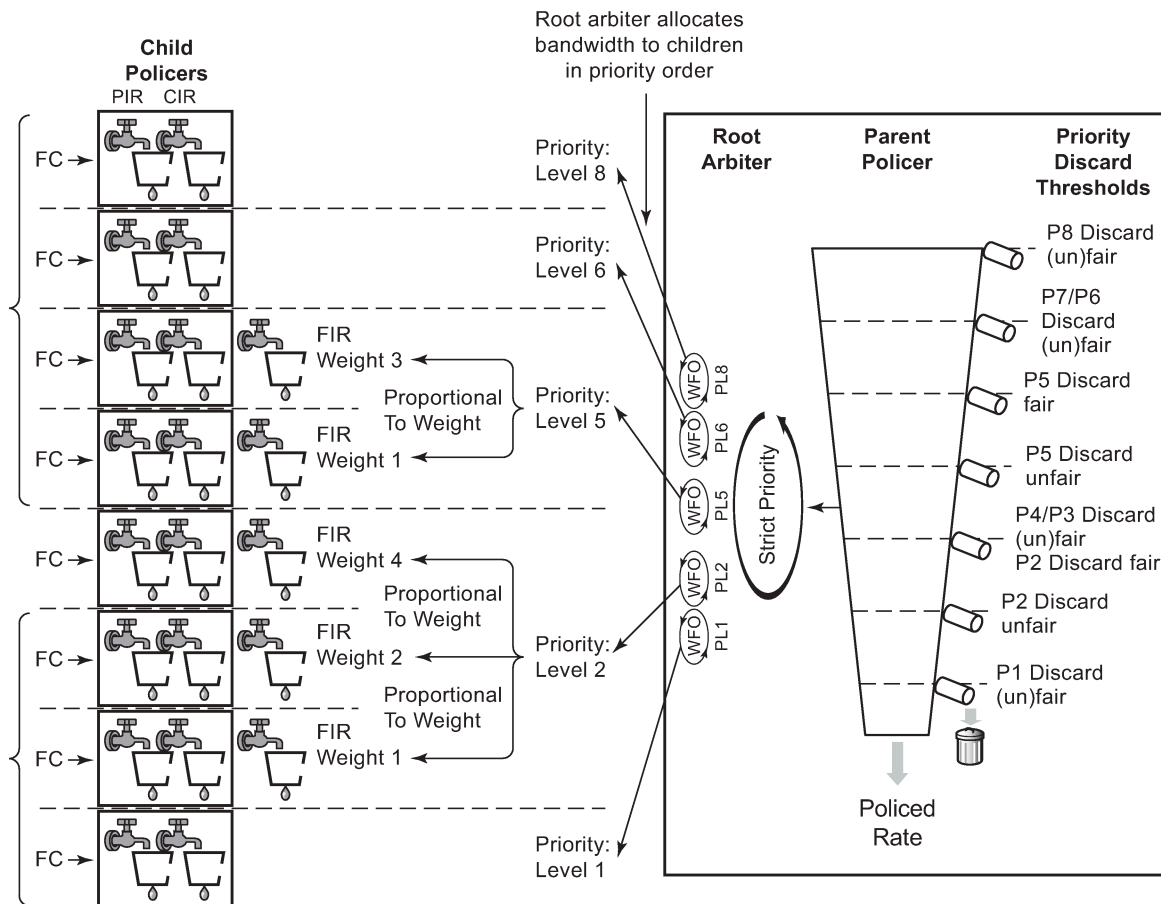 Root arbiter allocates
bandwidth to children
in priority order
Child
Policers
PIR CIR
FC
FC
FC
FC
FC
FC
FC
FC
FIR
Weight 3
Proportional
To Weight
FIR
Weight 1
FIR
Weight 4
Proportional
To Weight
FIR
Weight 2
Proportional
To Weight
FIR
Weight 1
Priority:
Level 8
Priority:
Level 6
Priority:
Level 5
Priority:
Level 2
Priority:
Level 1
Root
Arbiter
WFO
PL8
WFO
PL6
WFO
PL5
WFO
PL2
WFO
PL1
Strict Priority
Parent
Policer
Policed
Rate
Priority
Discard
Thresholds
P8 Discard
(un)fair
P7/P6
Discard
(un)fair
P5 Discard
fair
P5 Discard
unfair
P4/P3 Discard
(un)fair
P2 Discard fair
P2 Discard
unfair
P1 Discard
(un)fair